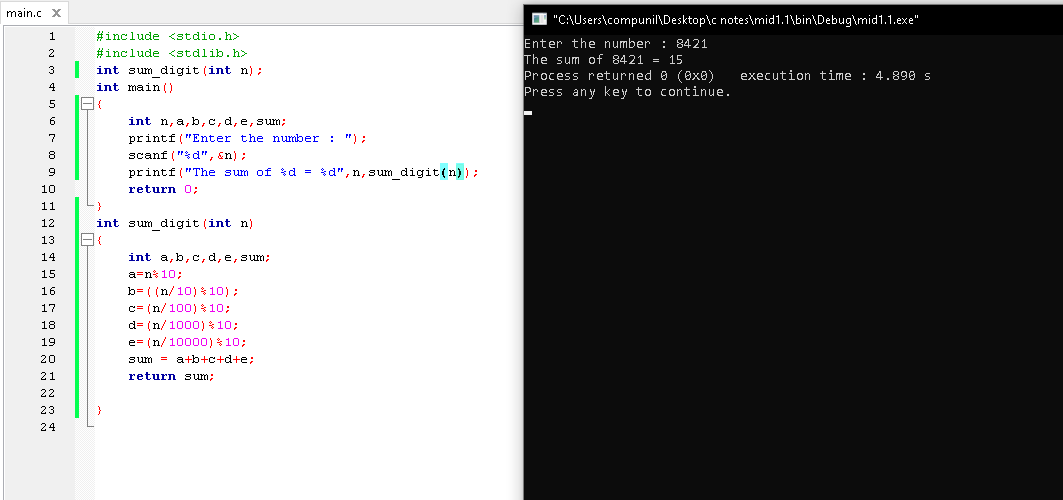 main.c X
1 #include <stdio.h>
2 #include <stdlib.h>
3 int sum_digit(int n);
4 int main()
5 {
6 int n,a,b,c,d,e,sum;
7 printf("Enter the number : ");
8 scanf("%d",&n);
9 printf("The sum of %d = %d",n,sum_digit(n));
10 return 0;
11 }
12 int sum_digit(int n)
13 {
14 int a,b,c,d,e,sum;
15 a=n%10;
16 b=((n/10)%10);
17 c=(n/100)%10;
18 d=(n/1000)%10;
19 e=(n/10000)%10;
20 sum = a+b+c+d+e;
21 return sum;
22
23 }
24
"C:\Users\compunil\Desktop\c notes\mid1.1\bin\Debug\mid1.1.exe"
Enter the number : 8421
The sum of 8421 = 15
Process returned 0 (0x0)   execution time : 4.890 s
Press any key to continue.